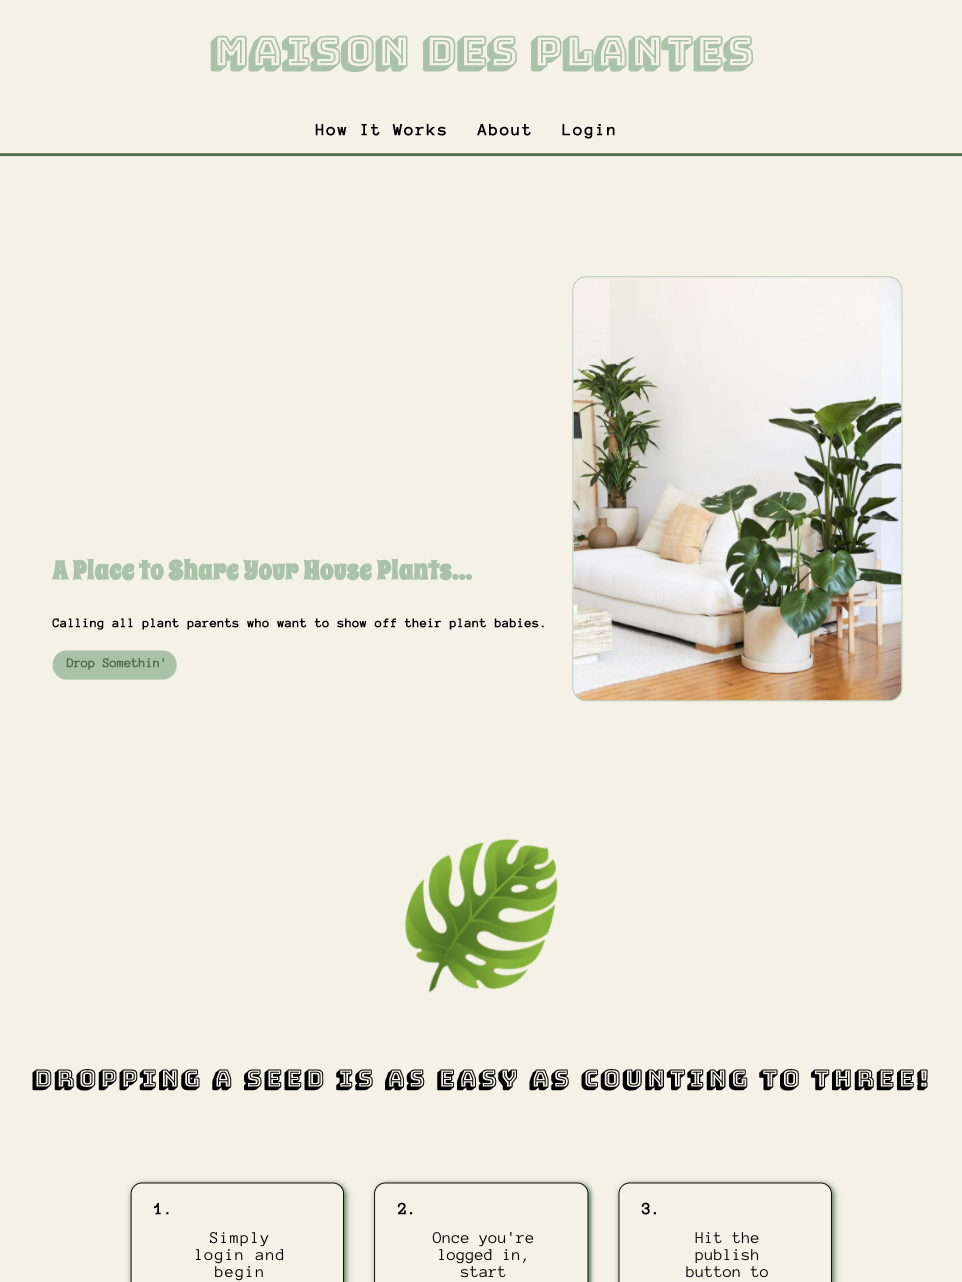 MAISON DES PLANTES
How It Works About Login
A Place to Share Your House Plants...
Calling all plant parents who want to show off their plant babies.
Drop Somethin'
DROPPING A SEED IS AS EASY AS COUNTING TO THREE!
1.
Simply
login and
begin
2.
Once you're
logged in,
start
3.
Hit the
publish
button to